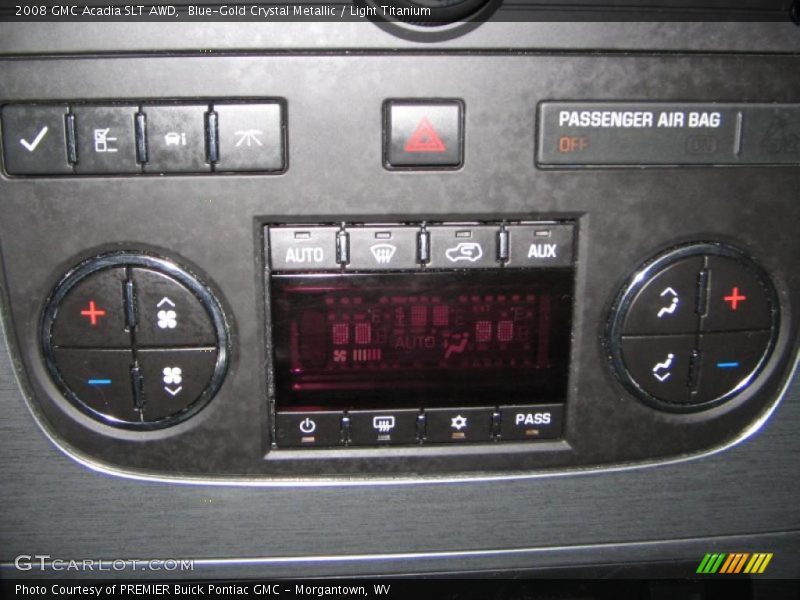 2008 GMC Acadia SLT AWD,  Blue-Gold Crystal Metallic / Light Titanium
PASSENGER AIR BAG
OFF
AUTO
AUX
AUTO
PASS
GTCARLOT.COM
Photo Courtesy of PREMIER Buick Pontiac GMC - Morgantown, WV